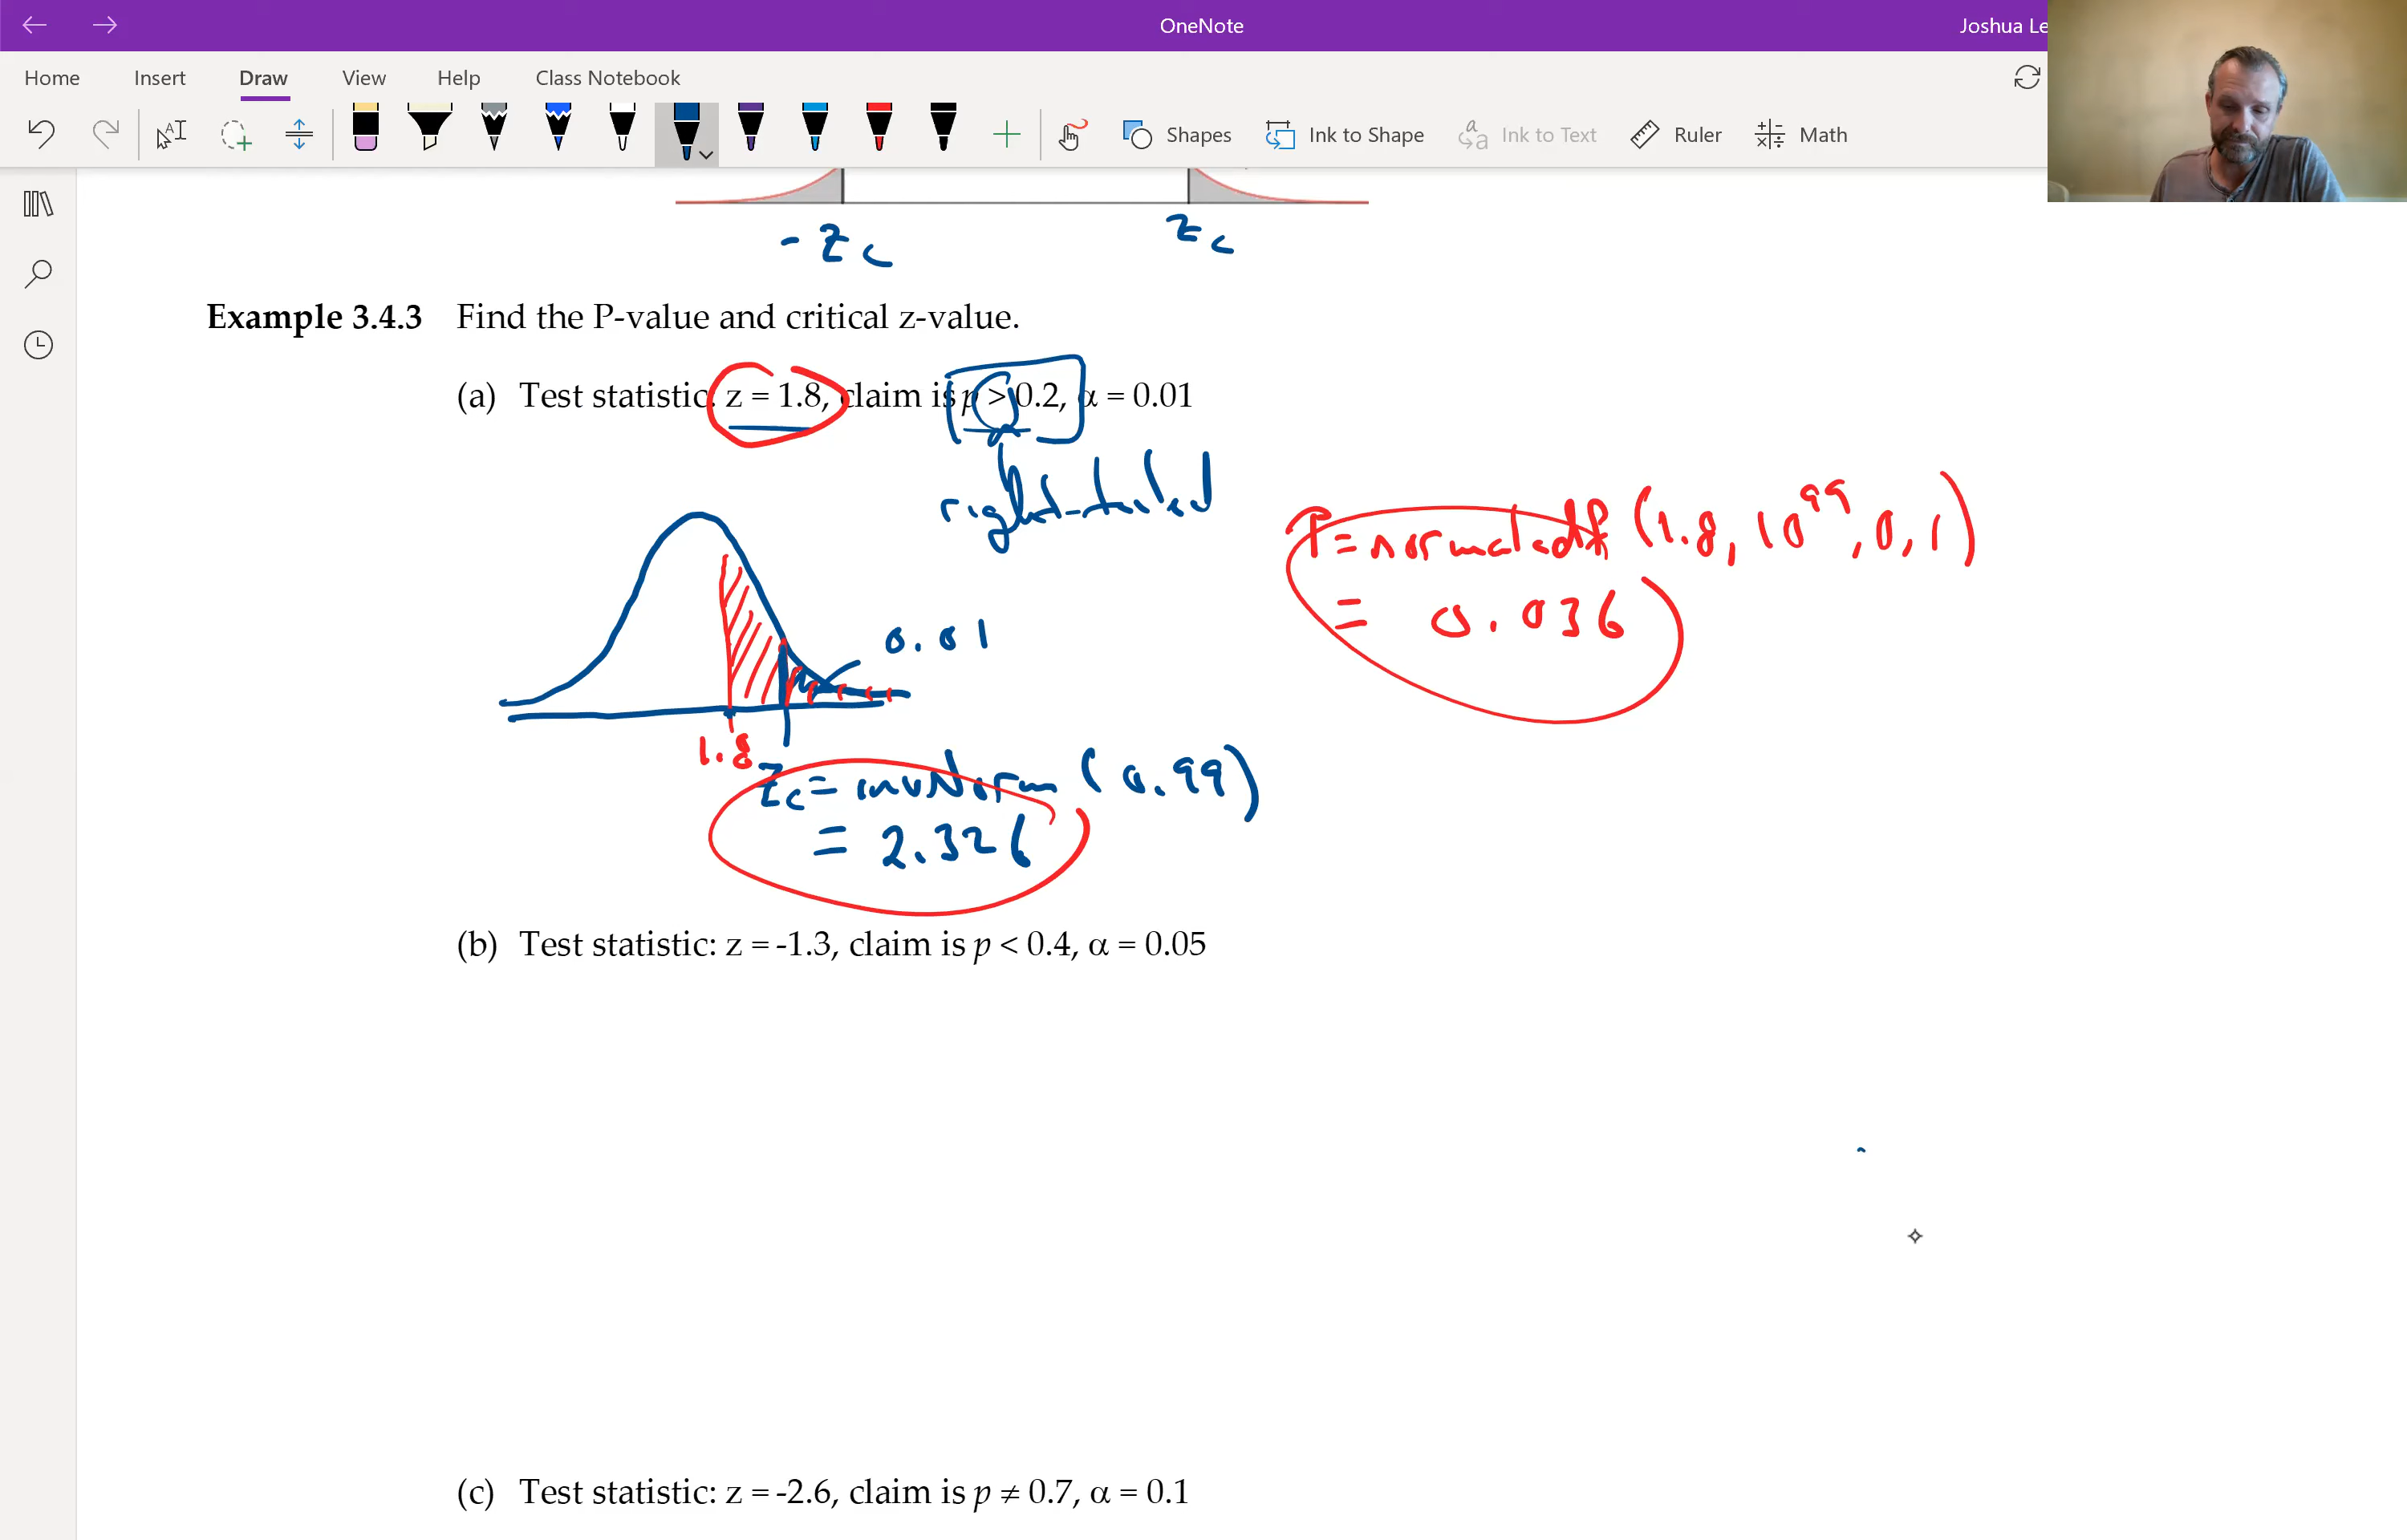 OneNote
Joshua Le
Home Insert Draw View Help Class Notebook
Shapes Ink to Shape Ink to Text Ruler Math
- zc zc
Example 3.4.3 Find the P-value and critical z-value.
(a) Test statistic: z = 1.8, claim is p > 0.2, α = 0.01
right-tailed
P = normalcdf (1.8, 10^99, 0, 1)
= 0.036
0.01
1.8
zc = invNorm (0.99)
= 2.326
(b) Test statistic: z = -1.3, claim is p < 0.4, α = 0.05
(c) Test statistic: z = -2.6, claim is p ≠ 0.7, α = 0.1